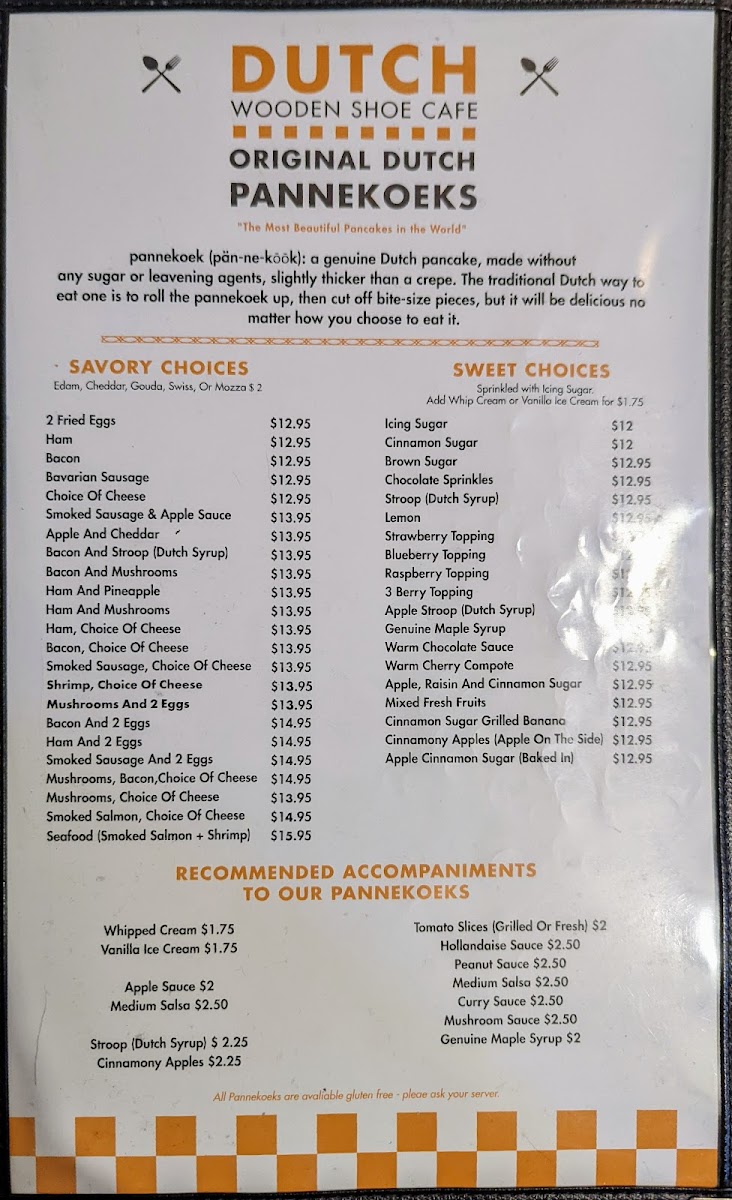 DUTCH
WOODEN SHOE CAFE
ORIGINAL DUTCH
PANNEKOEKS
"The Most Beautiful Pancakes in the World"
pannekoek (pän-ne-kôôk): a genuine Dutch pancake, made without
any sugar or leavening agents, slightly thicker than a crepe. The traditional Dutch way to
eat one is to roll the pannekoek up, then cut off bite-size pieces, but it will be delicious no
matter how you choose to eat it.
SAVORY CHOICES
Edam, Cheddar, Gouda, Swiss, Or Mozza $ 2
2 Fried Eggs $12.95
Ham $12.95
Bacon $12.95
Bavarian Sausage $12.95
Choice Of Cheese $12.95
Smoked Sausage & Apple Sauce $13.95
Apple And Cheddar $13.95
Bacon And Stroop (Dutch Syrup) $13.95
Bacon And Mushrooms $13.95
Ham And Pineapple $13.95
Ham And Mushrooms $13.95
Ham, Choice Of Cheese $13.95
Bacon, Choice Of Cheese $13.95
Smoked Sausage, Choice Of Cheese $13.95
Shrimp, Choice Of Cheese $13.95
Mushrooms And 2 Eggs $13.95
Bacon And 2 Eggs $14.95
Ham And 2 Eggs $14.95
Smoked Sausage And 2 Eggs $14.95
Mushrooms, Bacon,Choice Of Cheese $14.95
Mushrooms, Choice Of Cheese $13.95
Smoked Salmon, Choice Of Cheese $14.95
Seafood (Smoked Salmon + Shrimp) $15.95
SWEET CHOICES
Sprinkled with Icing Sugar.
Add Whip Cream or Vanilla Ice Cream for $1.75
Icing Sugar $12
Cinnamon Sugar $12
Brown Sugar $12.95
Chocolate Sprinkles $12.95
Stroop (Dutch Syrup) $12.95
Lemon $12.95
Strawberry Topping
Blueberry Topping
Raspberry Topping
3 Berry Topping
Apple Stroop (Dutch Syrup)
Genuine Maple Syrup
Warm Chocolate Sauce
Warm Cherry Compote $12.95
Apple, Raisin And Cinnamon Sugar $12.95
Mixed Fresh Fruits $12.95
Cinnamon Sugar Grilled Banana $12.95
Cinnamony Apples (Apple On The Side) $12.95
Apple Cinnamon Sugar (Baked In) $12.95
RECOMMENDED ACCOMPANIMENTS
TO OUR PANNEKOEKS
Whipped Cream $1.75
Vanilla Ice Cream $1.75
Apple Sauce $2
Medium Salsa $2.50
Stroop (Dutch Syrup) $ 2.25
Cinnamony Apples $2.25
Tomato Slices (Grilled Or Fresh) $2
Hollandaise Sauce $2.50
Peanut Sauce $2.50
Medium Salsa $2.50
Curry Sauce $2.50
Mushroom Sauce $2.50
Genuine Maple Syrup $2
All Pannekoeks are avaliable gluten free - pleae ask your server.